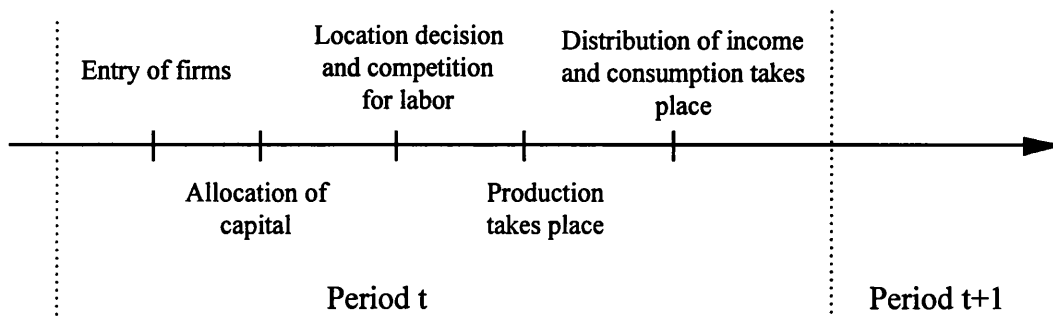 Entry of firms
Location decision
and competition
for labor
Distribution of income
and consumption takes
place
Allocation of
capital
Production
takes place
Period t
Period t+1